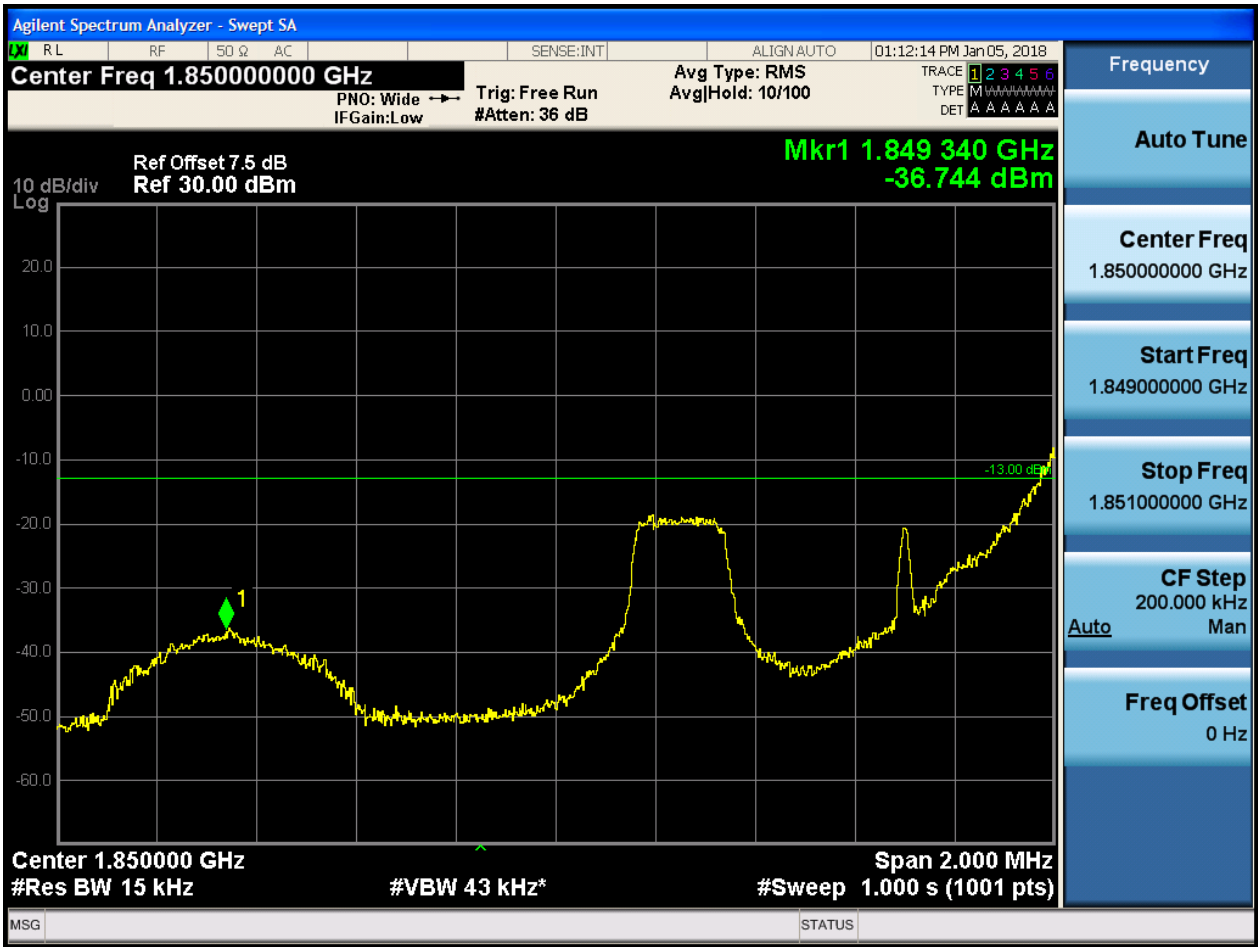 Agilent Spectrum Analyzer - Swept SA
LXI RL RF 50 Ω AC SENSE:INT ALIGN AUTO 01:12:14 PM Jan 05, 2018
Center Freq 1.850000000 GHz
PNO: Wide
IFGain:Low
Trig: Free Run
#Atten: 36 dB
Avg Type: RMS
Avg|Hold: 10/100
TRACE 1 2 3 4 5 6
TYPE M
DET A A A A A A
Mkr1 1.849 340 GHz
-36.744 dBm
Ref Offset 7.5 dB
10 dB/div Ref 30.00 dBm
Log
20.0
10.0
0.00
-10.0
-20.0
-30.0
-40.0
-50.0
-60.0
-13.00 dBm
1
Center 1.850000 GHz Span 2.000 MHz
#Res BW 15 kHz #VBW 43 kHz* #Sweep 1.000 s (1001 pts)
MSG STATUS
Frequency
Auto Tune
Center Freq
1.850000000 GHz
Start Freq
1.849000000 GHz
Stop Freq
1.851000000 GHz
CF Step
200.000 kHz
Auto Man
Freq Offset
0 Hz